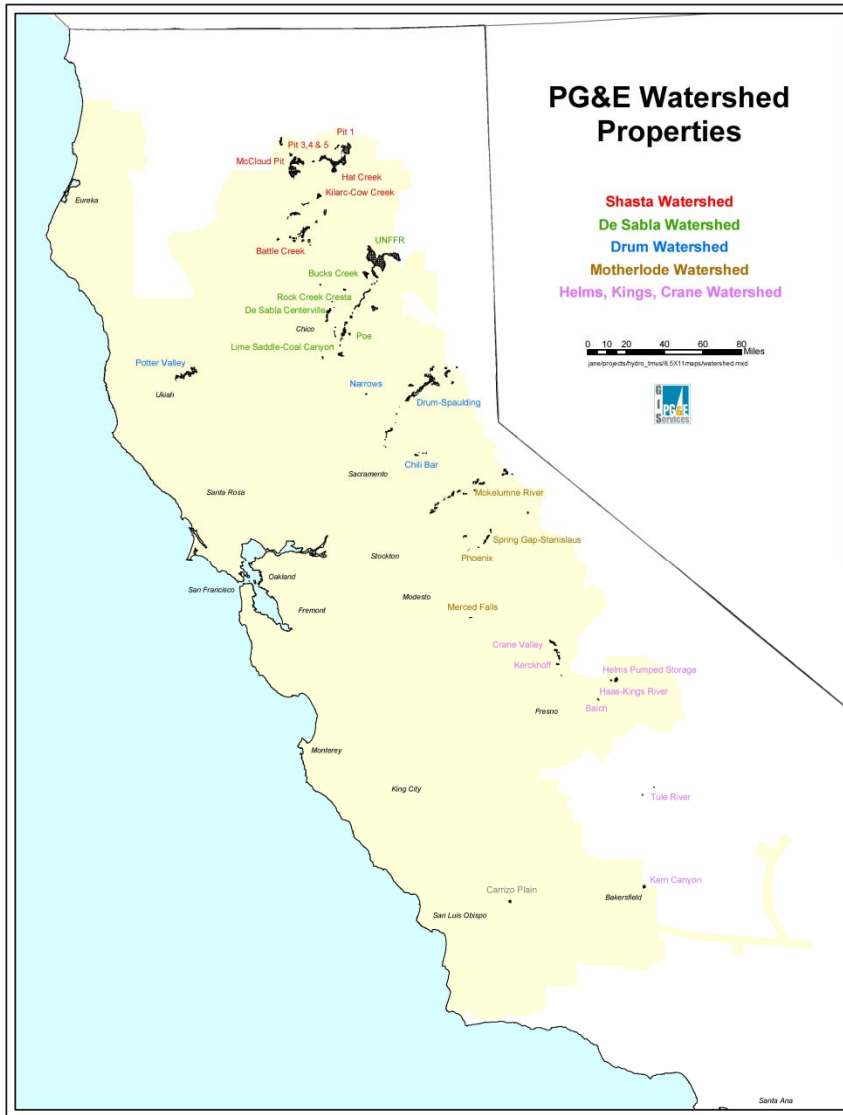 PG&E Watershed
Properties
Shasta Watershed
De Sabla Watershed
Drum Watershed
Motherlode Watershed
Helms, Kings, Crane Watershed
0 10 20 40 60 80
Miles
jane/projects/hydro_tmus/8.5X11maps/watershed.mxd
G
I
S
PG&E
Services
Pit 1
Pit 3,4 & 5
McCloud Pit
Hat Creek
Kilarc-Cow Creek
Eureka
UNFFR
Battle Creek
Bucks Creek
Rock Creek Cresta
De Sabla Centerville
Chico
Poe
Lime Saddle-Coal Canyon
Potter Valley
Narrows
Ukiah
Drum-Spaulding
Chili Bar
Sacramento
Santa Rosa
Mokelumne River
Spring Gap-Stanislaus
Stockton
Phoenix
Oakland
San Francisco
Modesto
Fremont
Merced Falls
Crane Valley
Kerckhoff
Helms Pumped Storage
Haas-Kings River
Balch
Fresno
Monterey
King City
Tule River
Kern Canyon
Carrizo Plain
Bakersfield
San Luis Obispo
Santa Ana